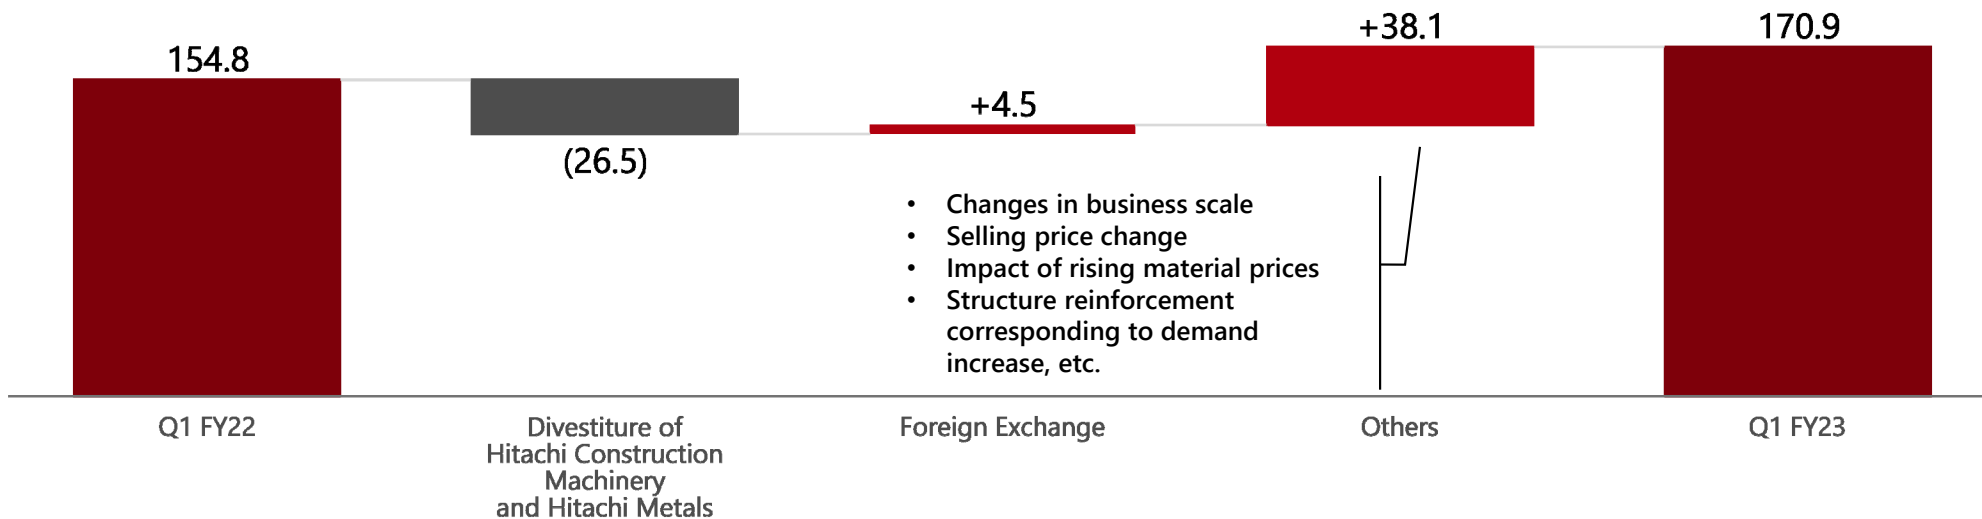 154.8
(26.5)
+4.5
+38.1
170.9
• Changes in business scale
• Selling price change
• Impact of rising material prices
• Structure reinforcement
corresponding to demand
increase, etc.
Q1 FY22
Divestiture of
Hitachi Construction
Machinery
and Hitachi Metals
Foreign Exchange
Others
Q1 FY23